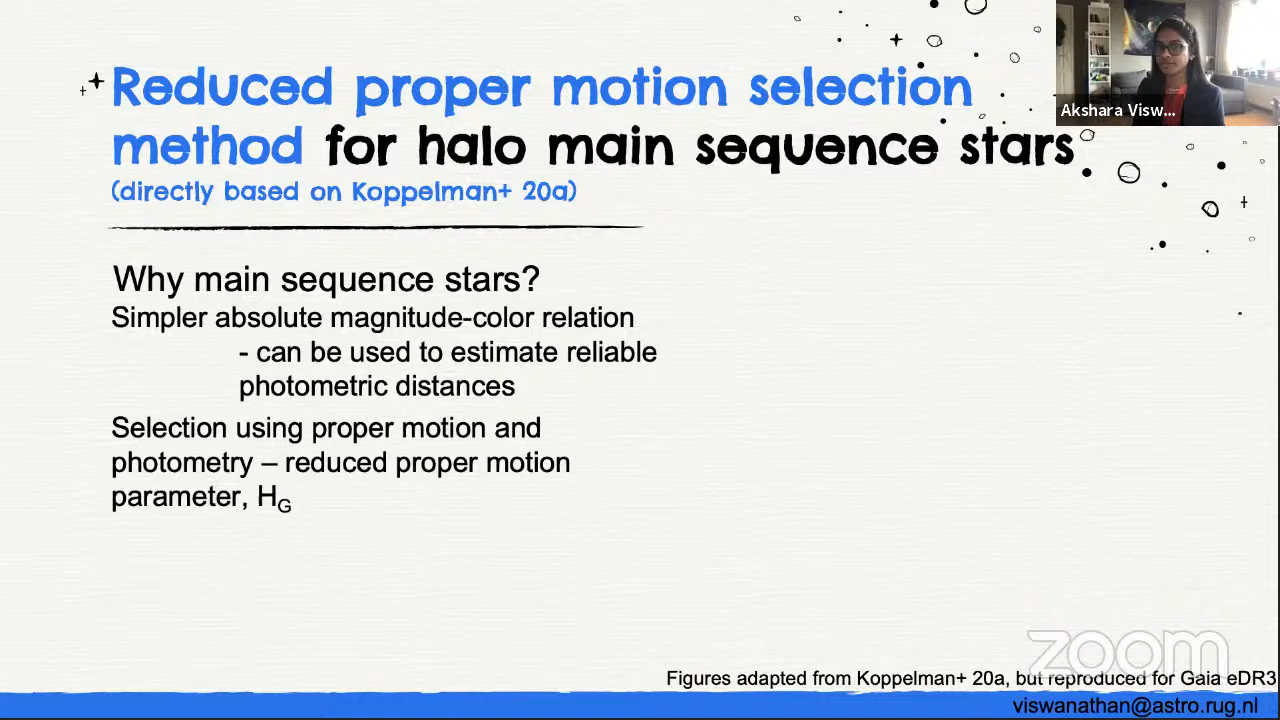 Reduced proper motion selection
method for halo main sequence stars
(directly based on Koppelman+ 20a)
Akshara Visw...
Why main sequence stars?
Simpler absolute magnitude-color relation
- can be used to estimate reliable
photometric distances
Selection using proper motion and
photometry – reduced proper motion
parameter, H_G
zoom
Figures adapted from Koppelman+ 20a, but reproduced for Gaia eDR3
viswanathan@astro.rug.nl